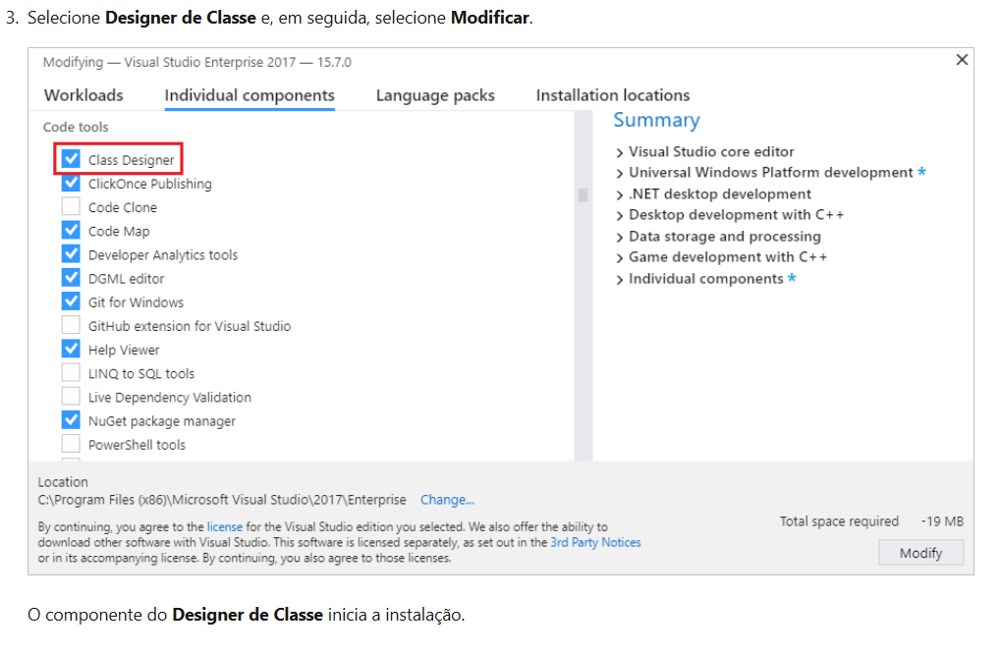 3. Selecione Designer de Classe e, em seguida, selecione Modificar.
Modifying — Visual Studio Enterprise 2017 — 15.7.0
Workloads Individual components Language packs Installation locations
Code tools
Class Designer
ClickOnce Publishing
Code Clone
Code Map
Developer Analytics tools
DGML editor
Git for Windows
GitHub extension for Visual Studio
Help Viewer
LINQ to SQL tools
Live Dependency Validation
NuGet package manager
PowerShell tools
Summary
Visual Studio core editor
Universal Windows Platform development *
.NET desktop development
Desktop development with C++
Data storage and processing
Game development with C++
Individual components *
Location
C:\Program Files (x86)\Microsoft Visual Studio\2017\Enterprise Change...
By continuing, you agree to the license for the Visual Studio edition you selected. We also offer the ability to
download other software with Visual Studio. This software is licensed separately, as set out in the 3rd Party Notices
or in its accompanying license. By continuing, you also agree to those licenses.
Total space required -19 MB
Modify
O componente do Designer de Classe inicia a instalação.